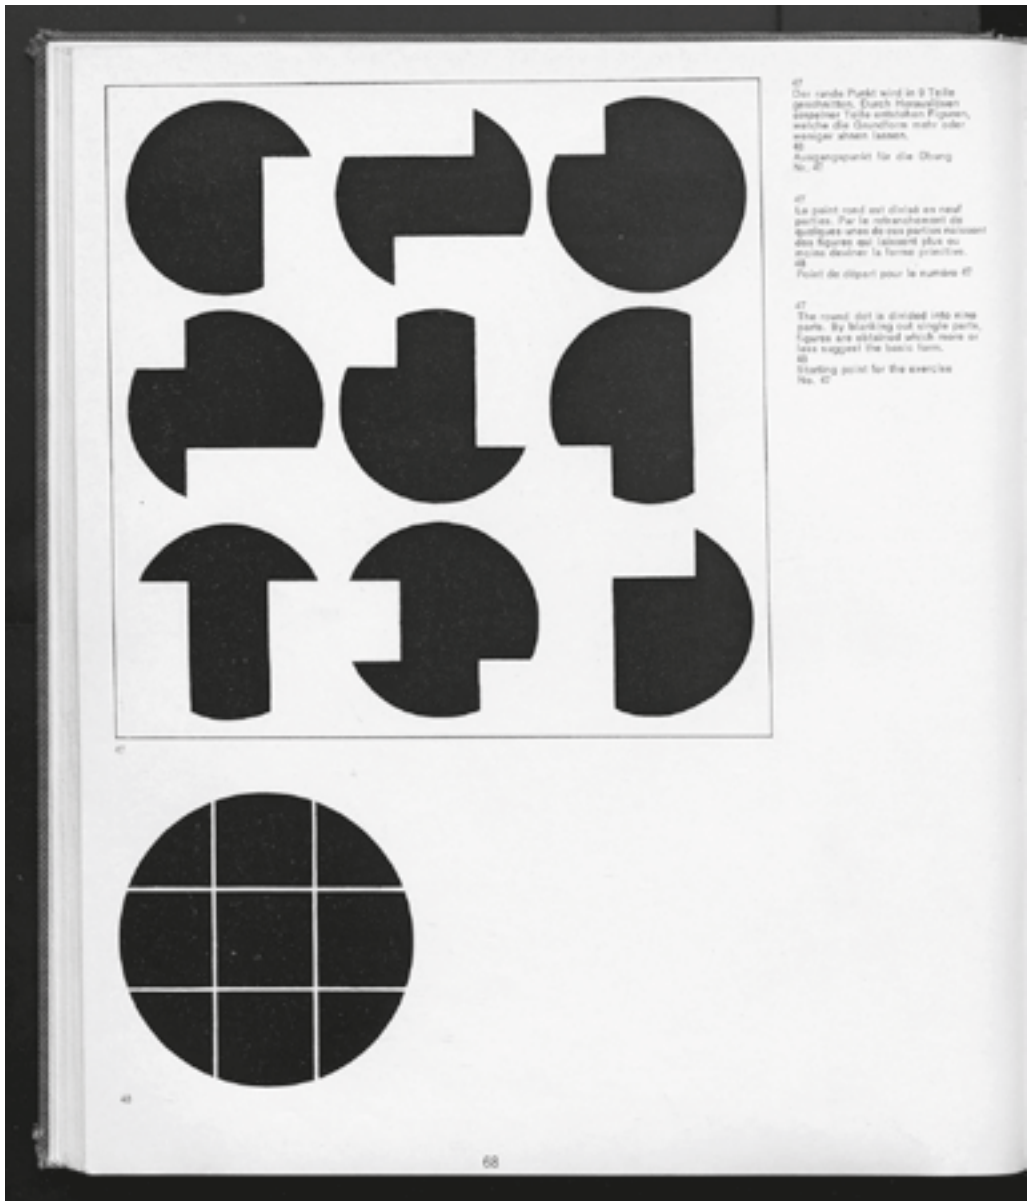 47
Der runde Punkt wird in 9 Teile
geschnitten. Durch Herauslösen
einzelner Teile entstehen Figuren,
welche die Grundform mehr oder
weniger ahnen lassen.
48
Ausgangspunkt für die Übung
Nr. 47
47
Le point rond est divisé en neuf
parties. Par le retranchement de
quelques-unes de ces parties naissent
des figures qui laissent plus ou
moins deviner la forme primitive.
48
Point de départ pour le numéro 47
47
The round dot is divided into nine
parts. By blanking out single parts,
figures are obtained which more or
less suggest the basic form.
48
Starting point for the exercise
No. 47
47
48
68